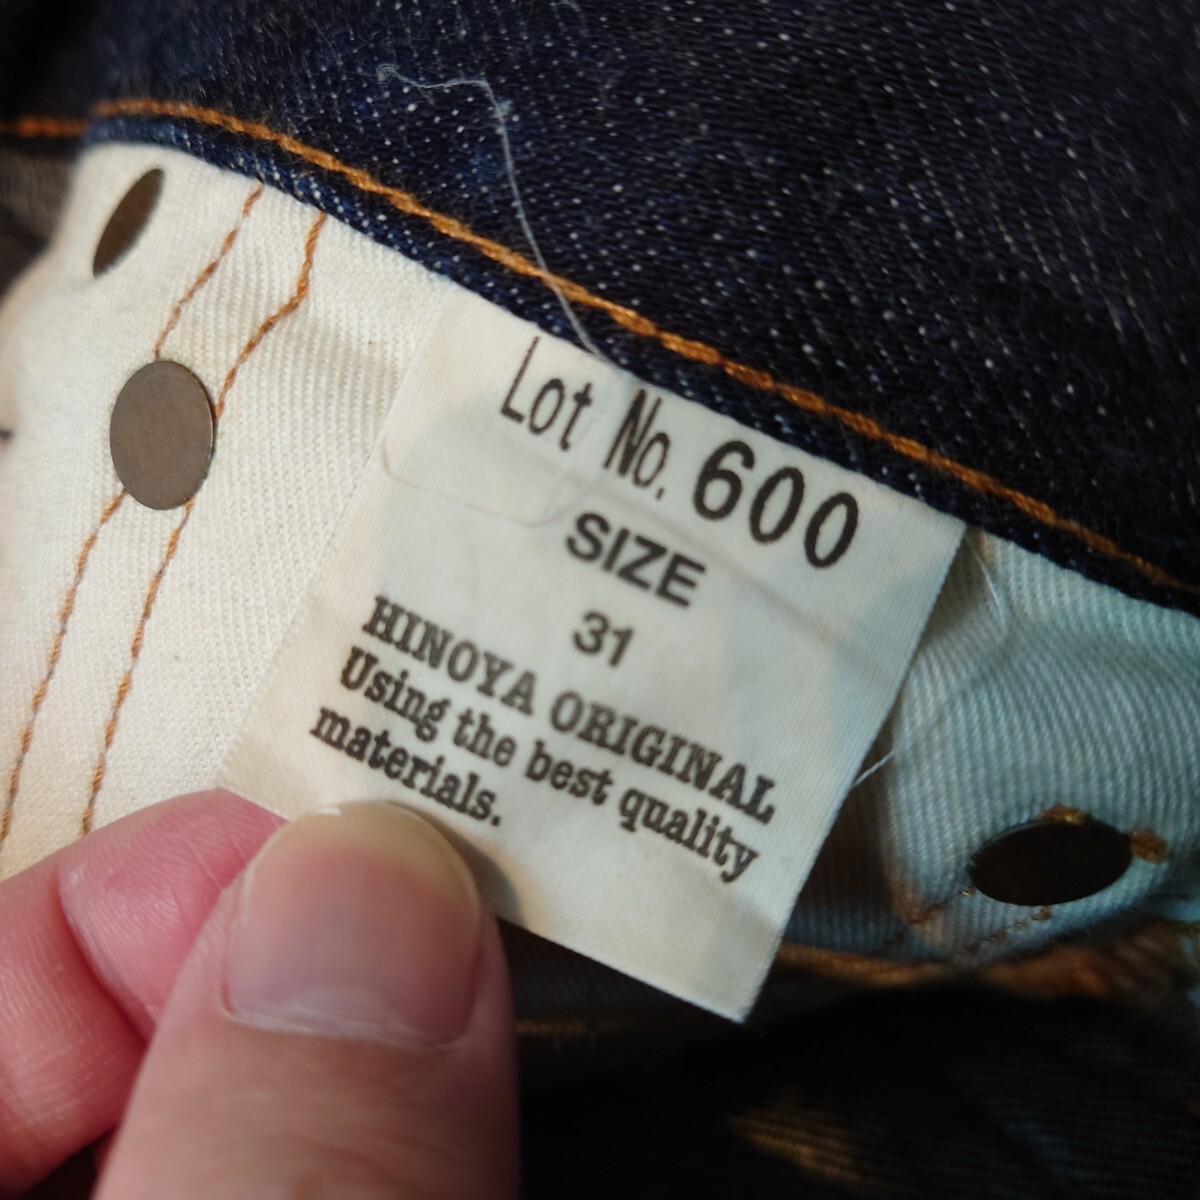 Lot No. 600
SIZE
31
HINOYA ORIGINAL
Using the best quality
materials.